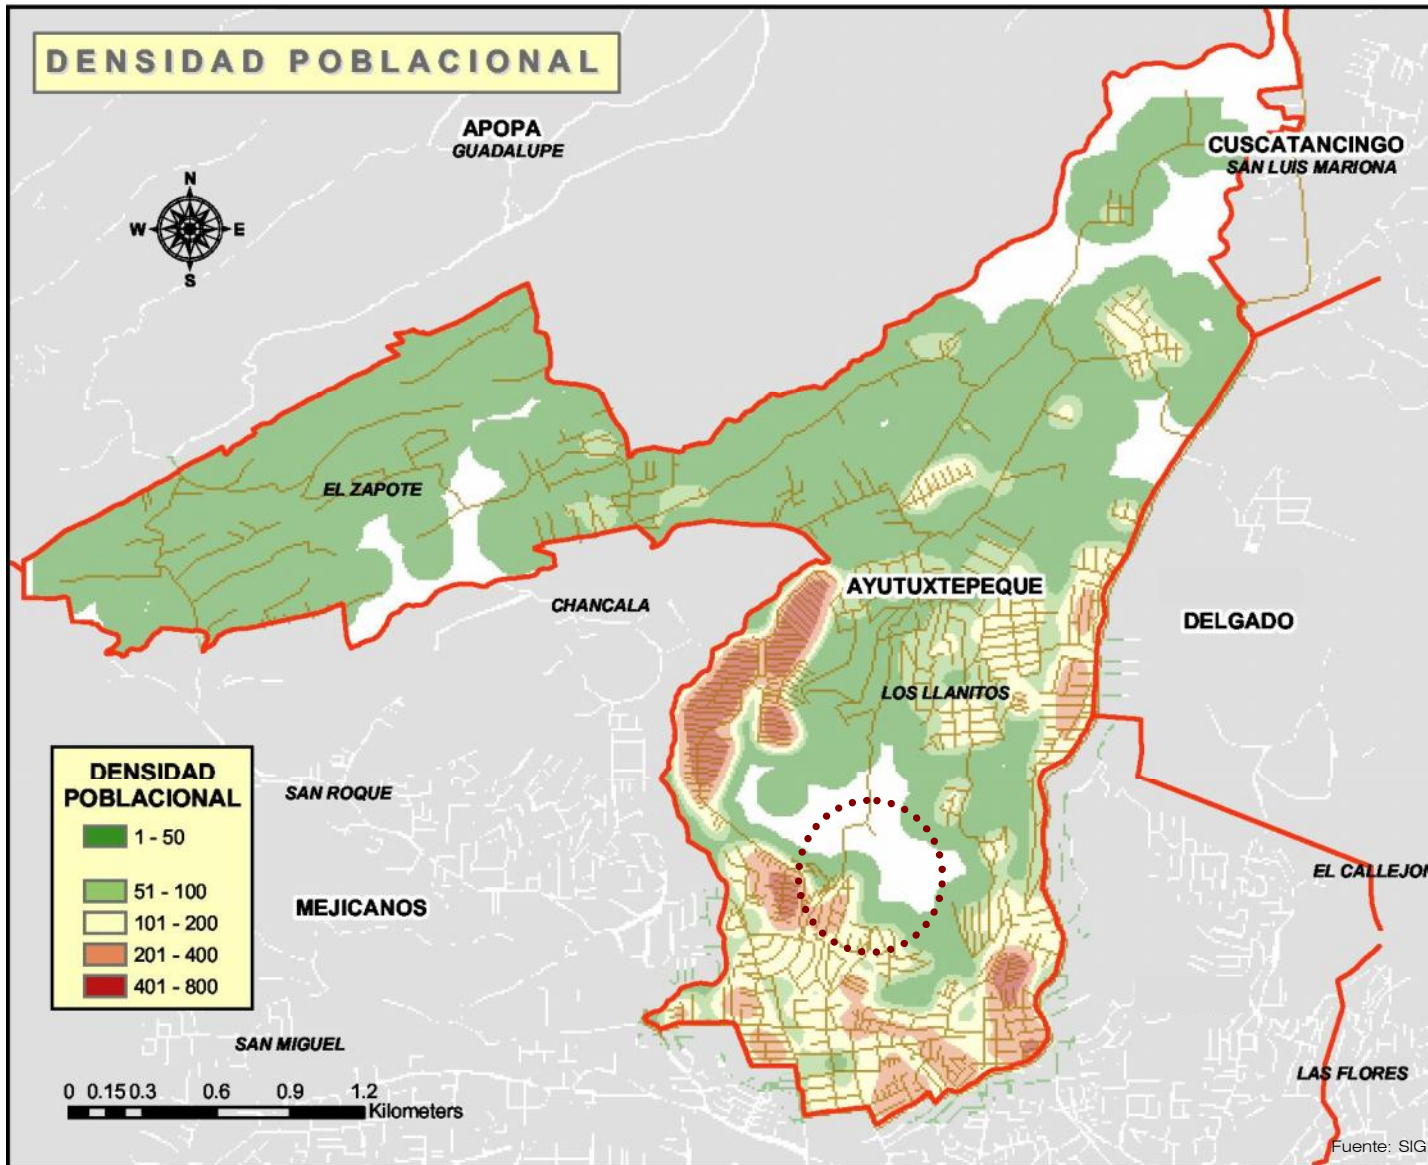 DENSIDAD POBLACIONAL
APOPA
GUADALUPE
CUSCATANCINGO
SAN LUIS MARIONA
N
W
E
S
EL ZAPOTE
CHANCALA
AYUTUXTEPEQUE
DELGADO
LOS LLANITOS
DENSIDAD
POBLACIONAL
1 - 50
51 - 100
101 - 200
201 - 400
401 - 800
SAN ROQUE
MEJICANOS
EL CALLEJON
SAN MIGUEL
LAS FLORES
0 0.15 0.3 0.6 0.9 1.2
Kilometers
Fuente: SIG